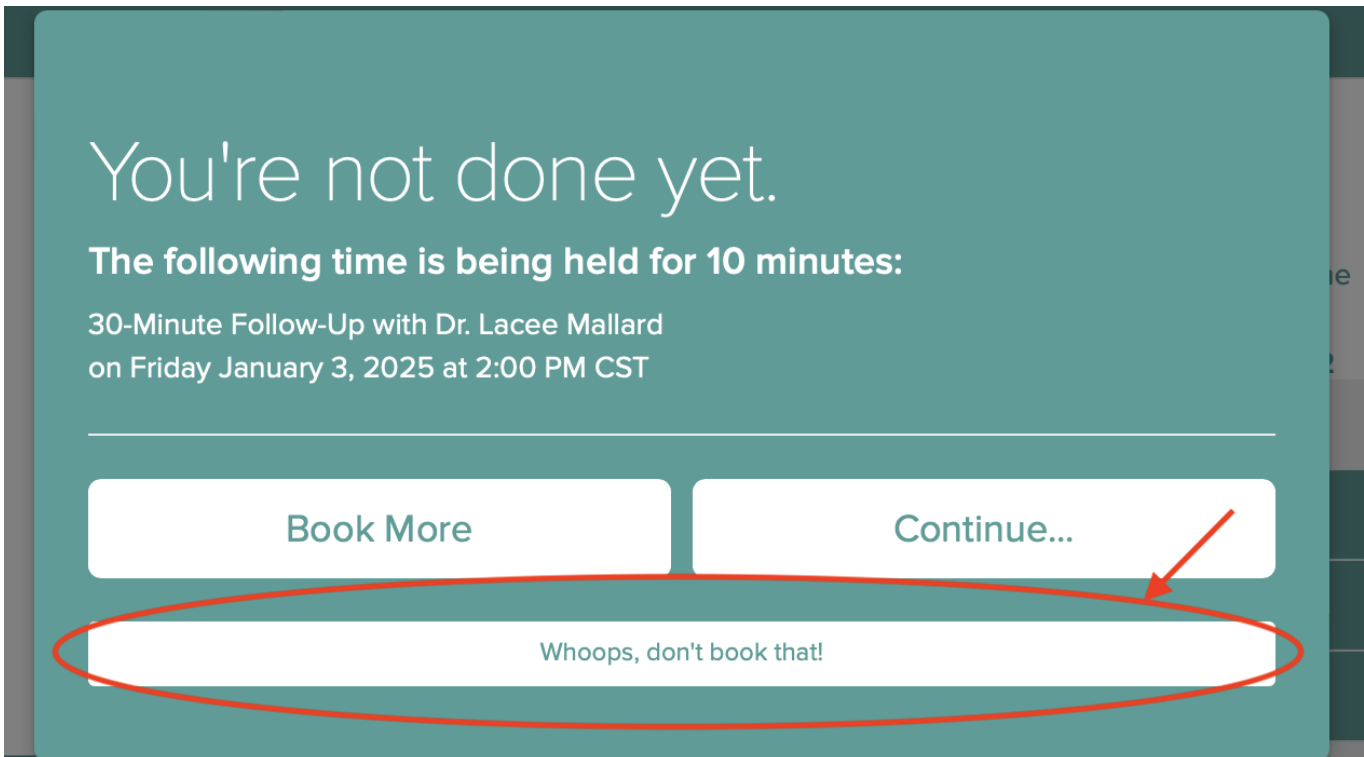 You're not done yet.
The following time is being held for 10 minutes:
30-Minute Follow-Up with Dr. Lacee Mallard
on Friday January 3, 2025 at 2:00 PM CST
Book More
Continue...
Whoops, don't book that!